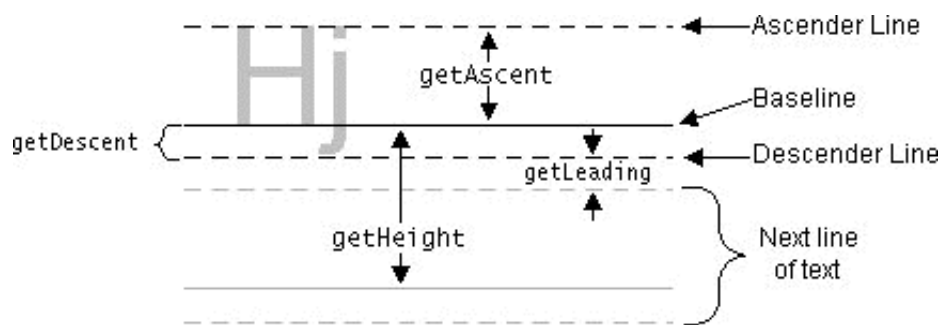 Hj
Ascender Line
getAscent
Baseline
getDescent
Descender Line
getLeading
getHeight
Next line
of text